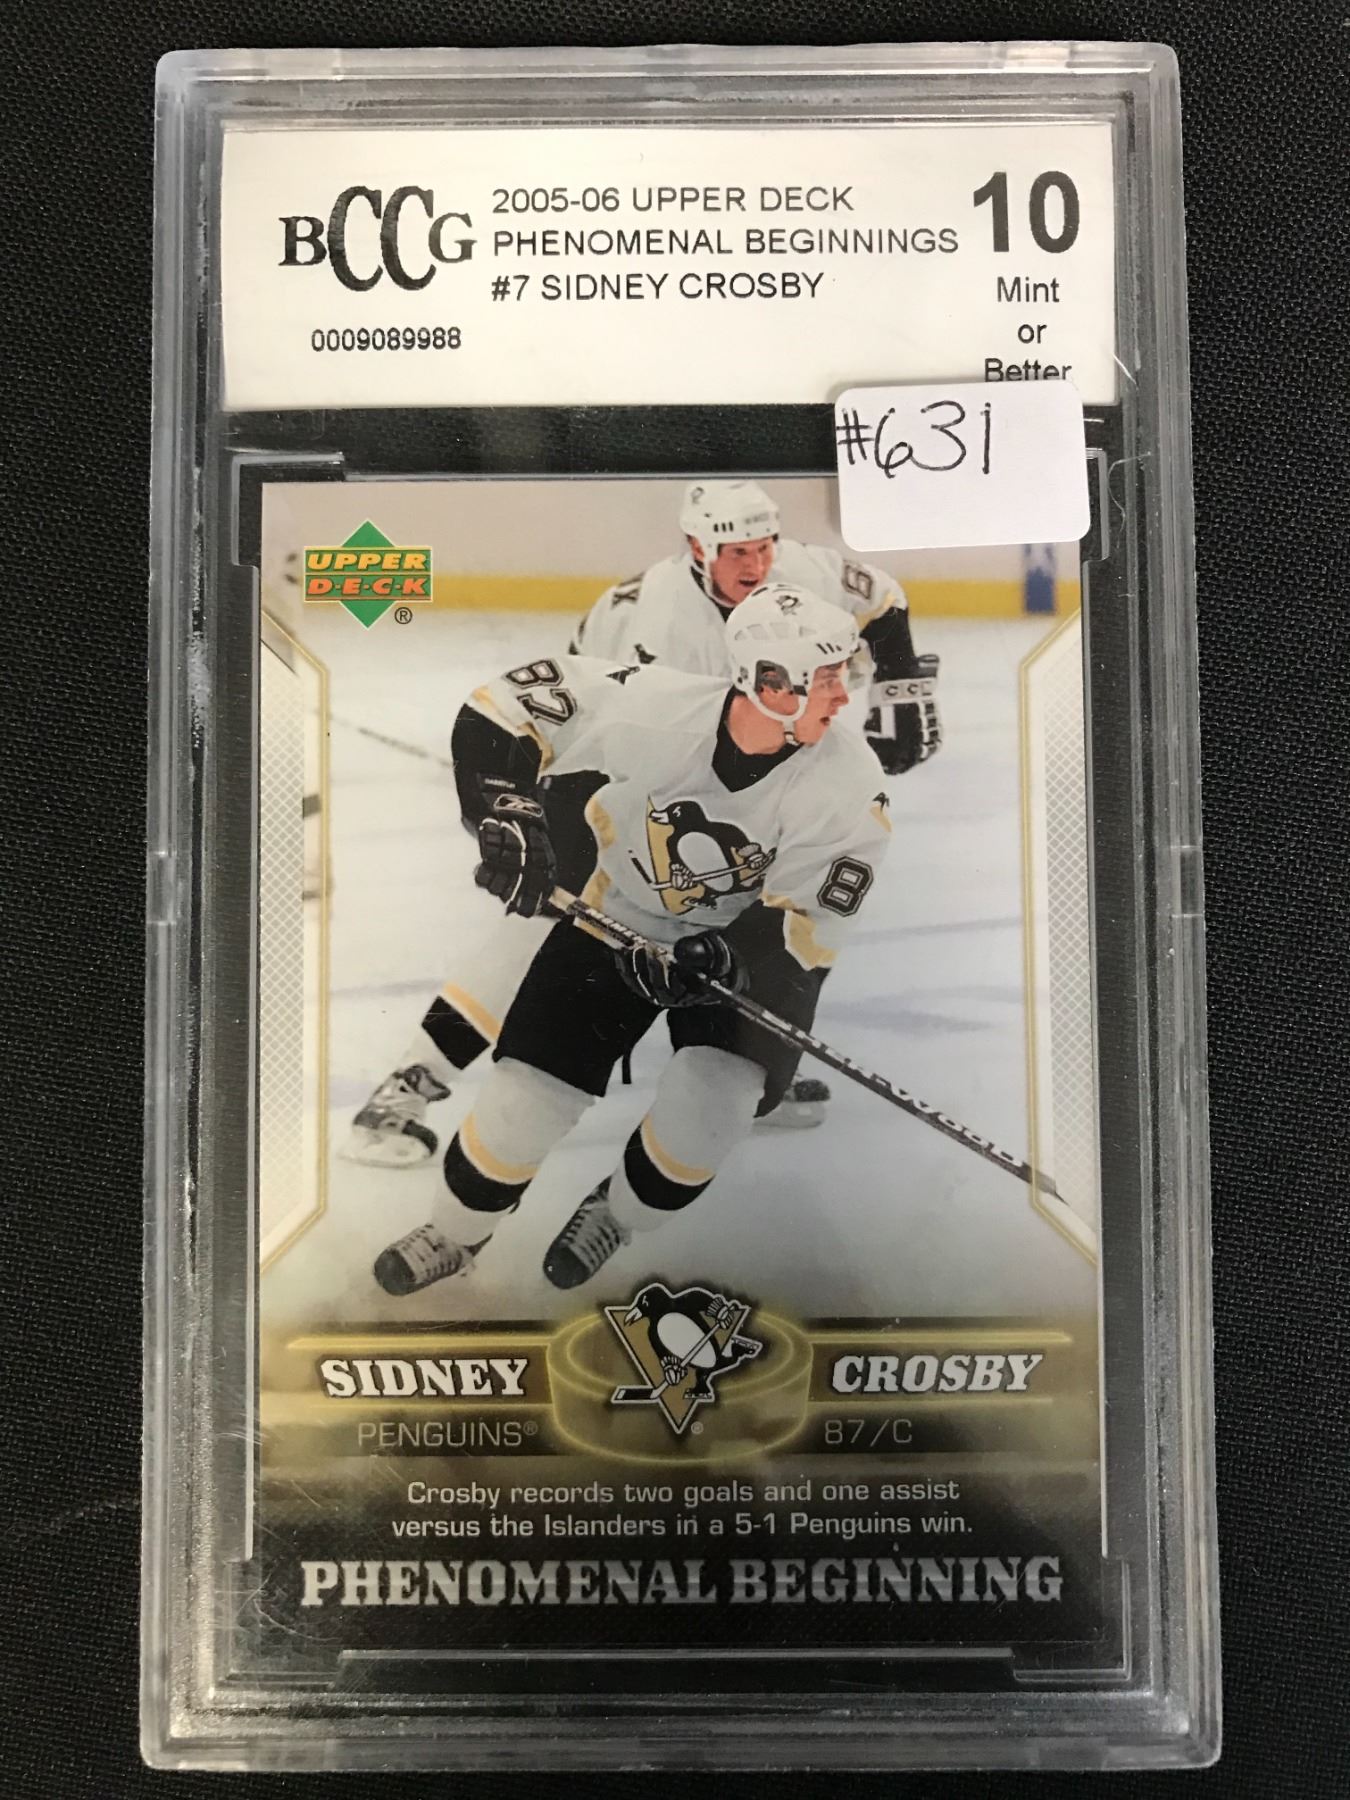 BCCG
2005-06 UPPER DECK
PHENOMENAL BEGINNINGS
#7 SIDNEY CROSBY
0009089988
10
Mint
or
Better
#631
UPPER
D·E·C·K
®
87
8
SHER-WOOD
SIDNEY
CROSBY
PENGUINS®
87/C
®
Crosby records two goals and one assist
versus the Islanders in a 5-1 Penguins win.
PHENOMENAL BEGINNING